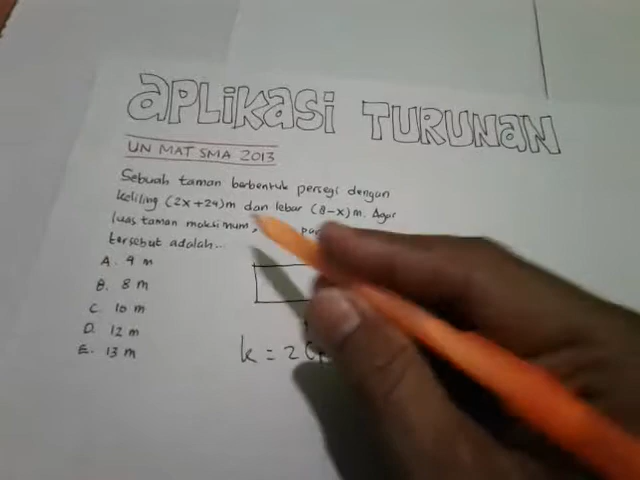 APLIKASI TURUNAN
UN MAT SMA 2013
Sebuah taman berbentuk persegi dengan
keliling (2x+24)m dan lebar (8-x)m. Agar
luas taman maksimum,
tersebut adalah...
A. 4 m
B. 8 m
C. 10 m
D. 12 m
E. 13 m
k = 2(